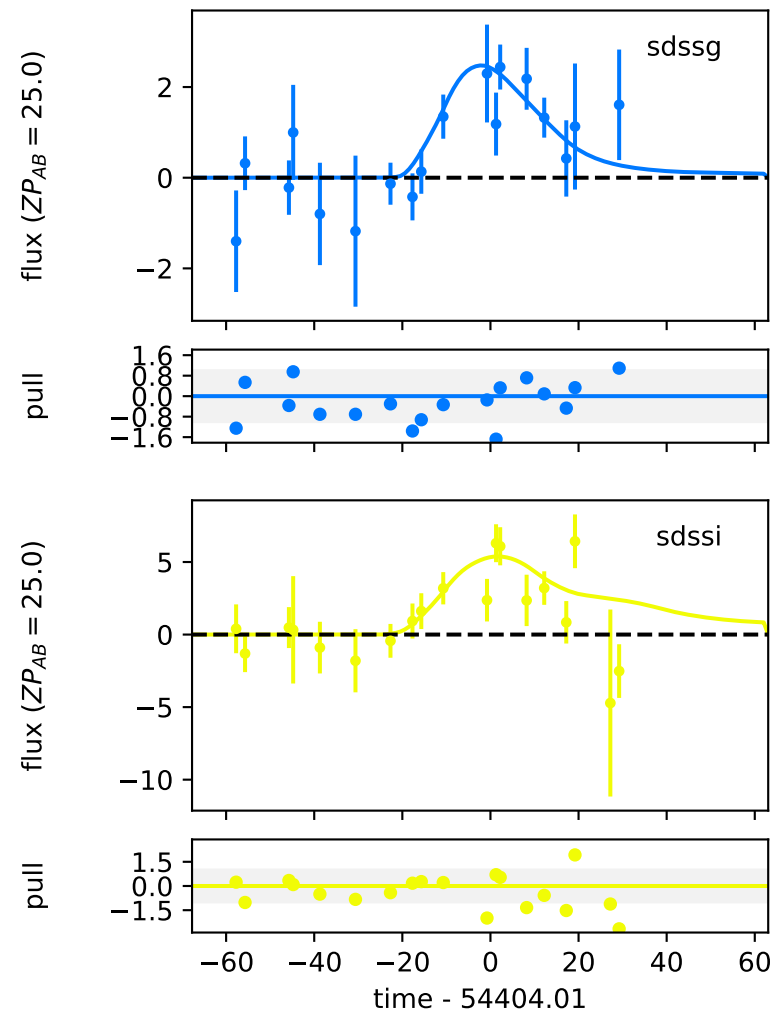 sdssg
flux (ZP_AB = 25.0)
2
0
−2
pull
1.6
0.8
0.0
−0.8
−1.6
sdssi
flux (ZP_AB = 25.0)
5
0
−5
−10
pull
1.5
0.0
−1.5
−60 −40 −20 0 20 40 60
time - 54404.01